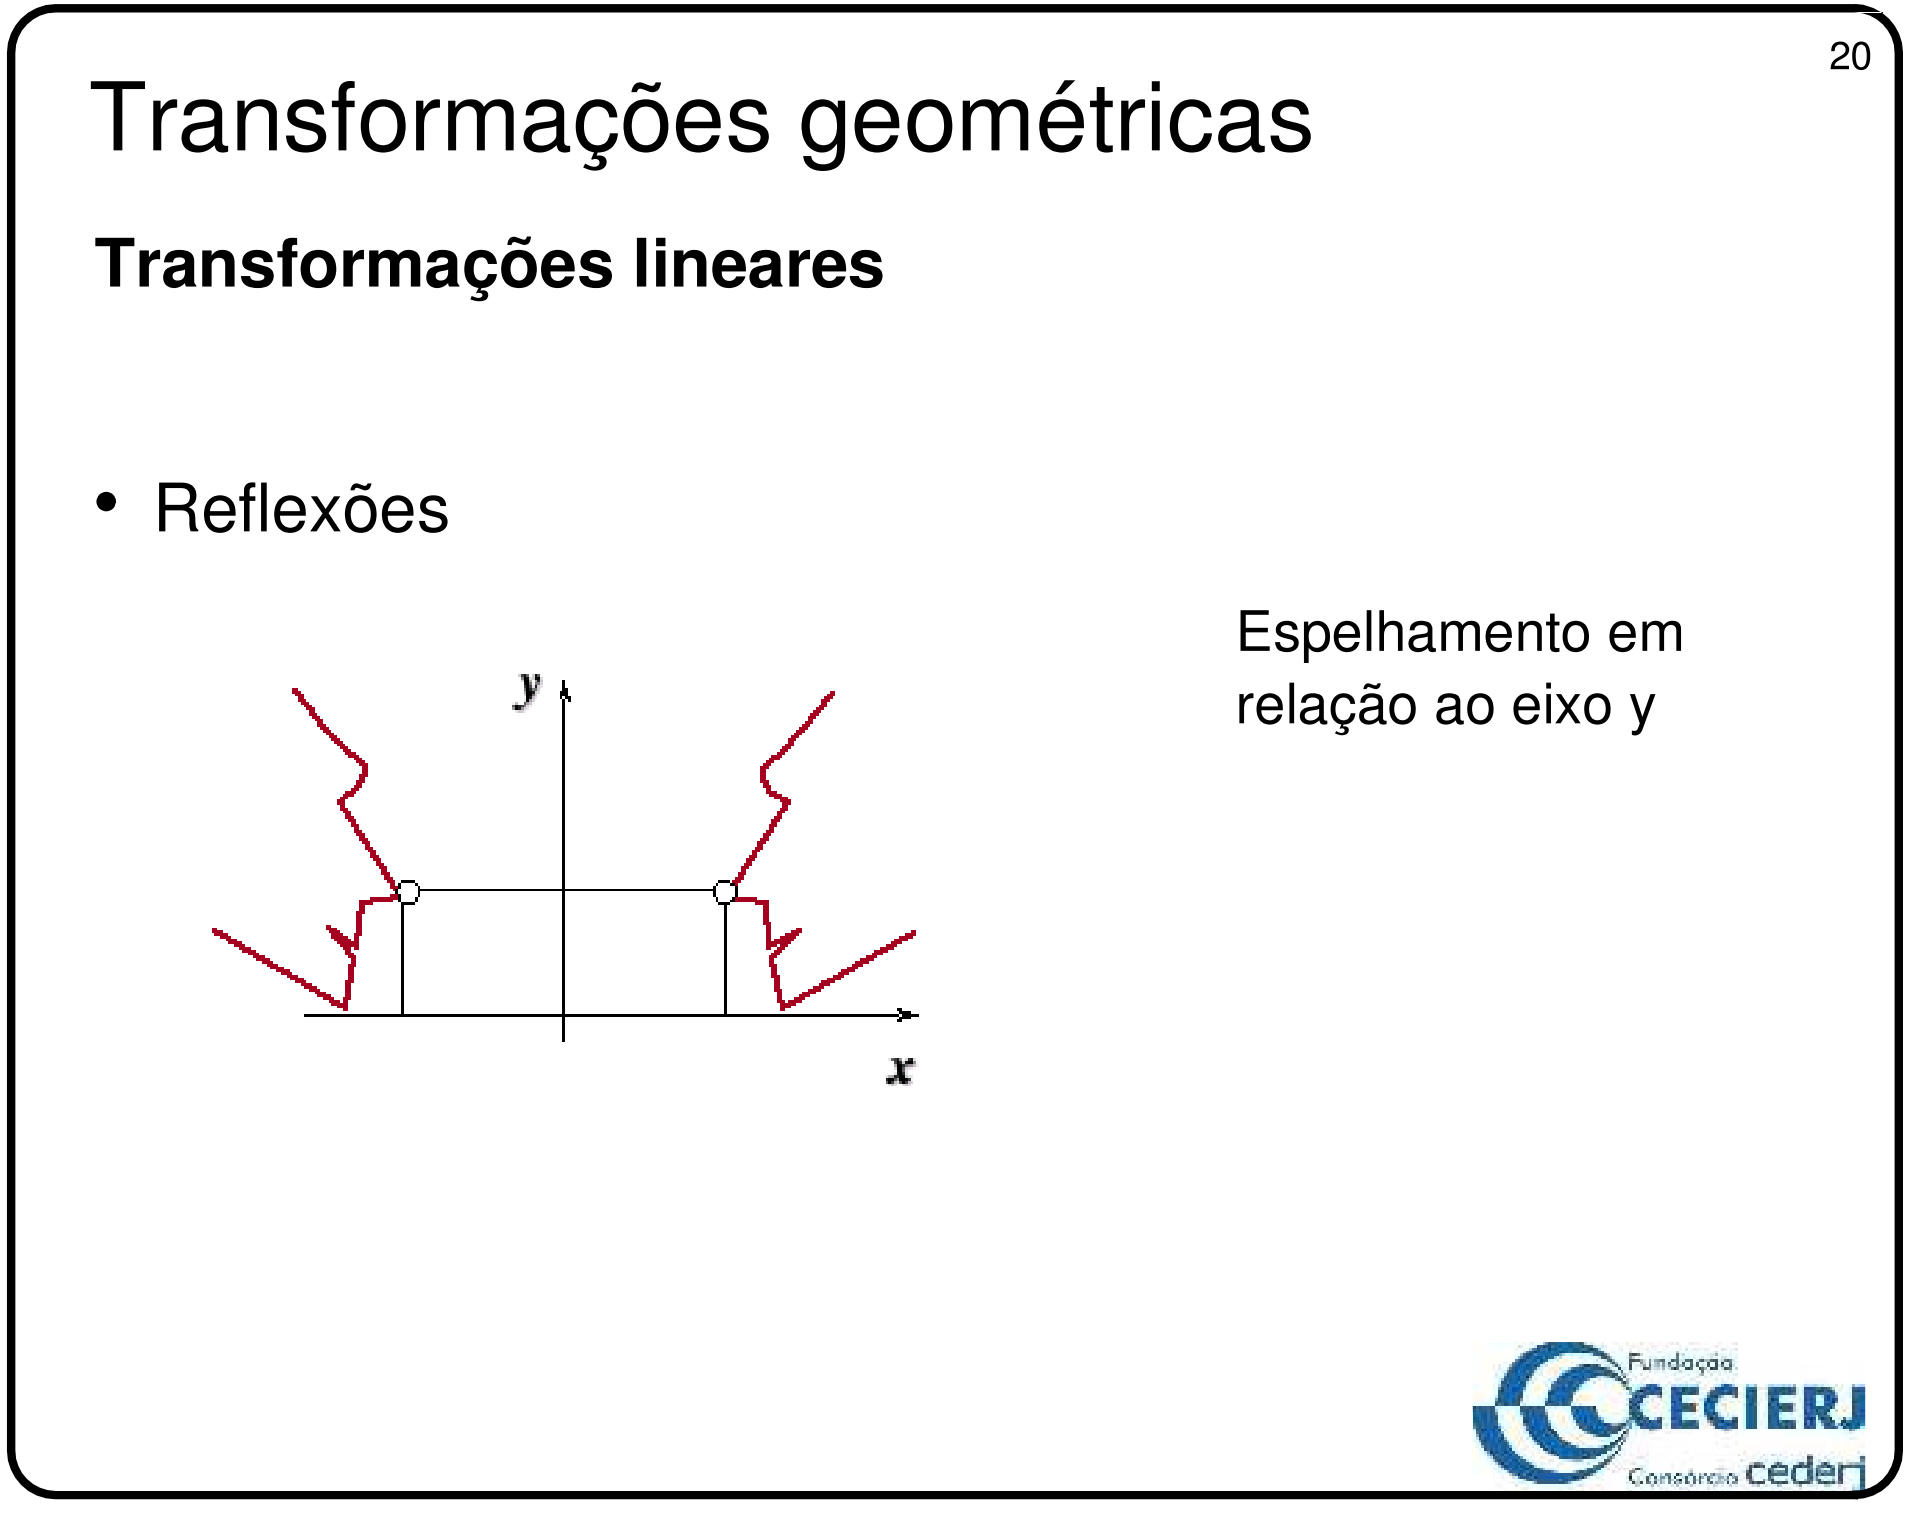 20
Transformações geométricas
Transformações lineares
• Reflexões
Espelhamento em
relação ao eixo y
y
x
Fundação
CECIERJ
Consórcio cederj